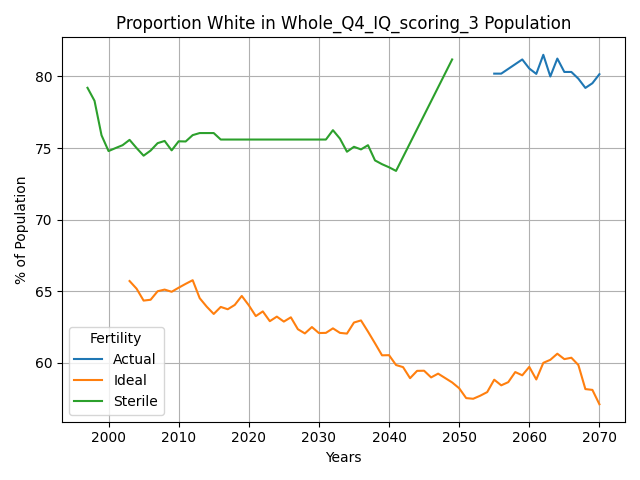 Proportion White in Whole_Q4_IQ_scoring_3 Population
% of Population
80
75
70
65
60
Fertility
Actual
Ideal
Sterile
2000 2010 2020 2030 2040 2050 2060 2070
Years